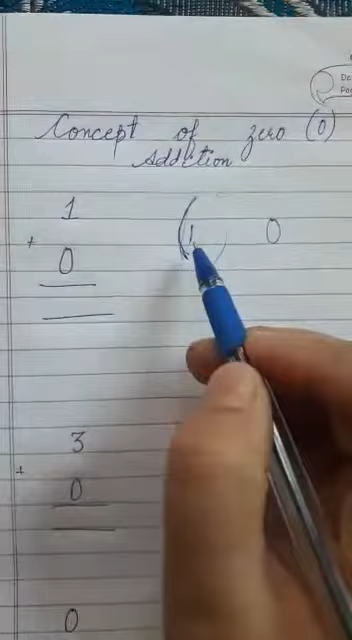 Concept of zero (0)
Addition
1
+ 0
( 1 ) 0
3
+ 0
0